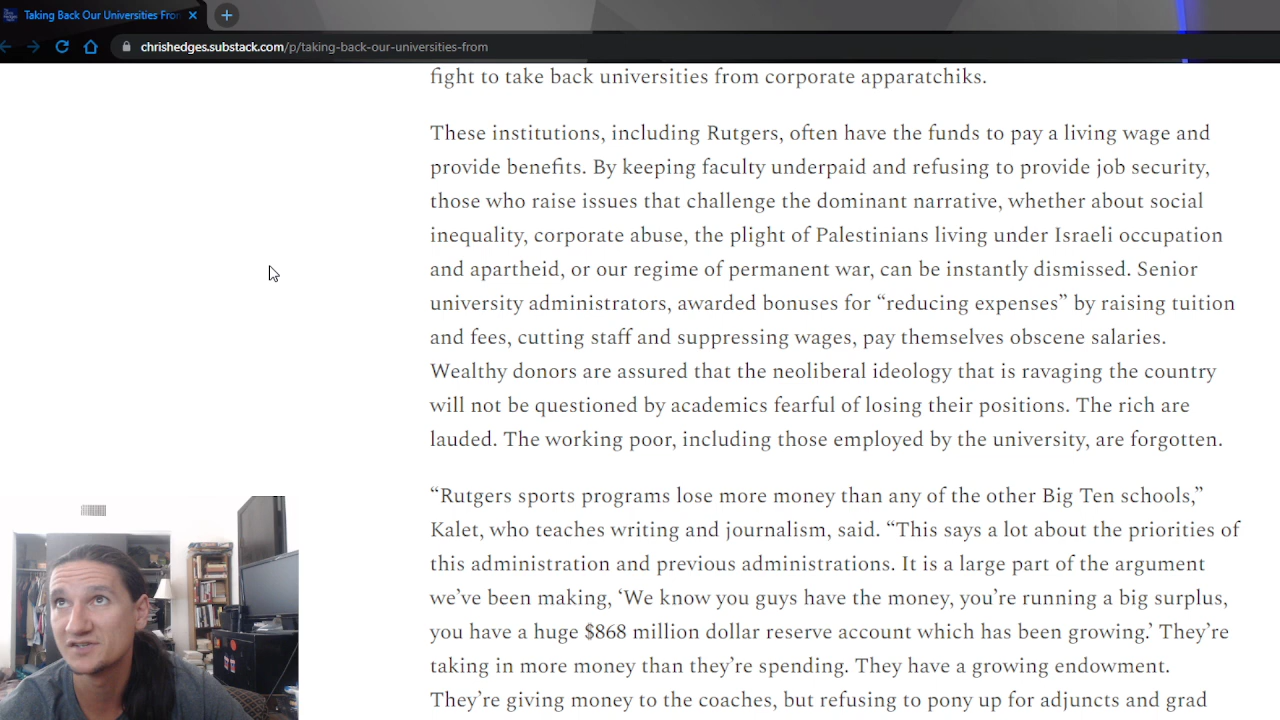 Taking Back Our Universities Fro
chrishedges.substack.com/p/taking-back-our-universities-from
fight to take back universities from corporate apparatchiks.
These institutions, including Rutgers, often have the funds to pay a living wage and
provide benefits. By keeping faculty underpaid and refusing to provide job security,
those who raise issues that challenge the dominant narrative, whether about social
inequality, corporate abuse, the plight of Palestinians living under Israeli occupation
and apartheid, or our regime of permanent war, can be instantly dismissed. Senior
university administrators, awarded bonuses for “reducing expenses” by raising tuition
and fees, cutting staff and suppressing wages, pay themselves obscene salaries.
Wealthy donors are assured that the neoliberal ideology that is ravaging the country
will not be questioned by academics fearful of losing their positions. The rich are
lauded. The working poor, including those employed by the university, are forgotten.
“Rutgers sports programs lose more money than any of the other Big Ten schools,”
Kalet, who teaches writing and journalism, said. “This says a lot about the priorities of
this administration and previous administrations. It is a large part of the argument
we’ve been making, ‘We know you guys have the money, you’re running a big surplus,
you have a huge $868 million dollar reserve account which has been growing.’ They’re
taking in more money than they’re spending. They have a growing endowment.
They’re giving money to the coaches, but refusing to pony up for adjuncts and grad